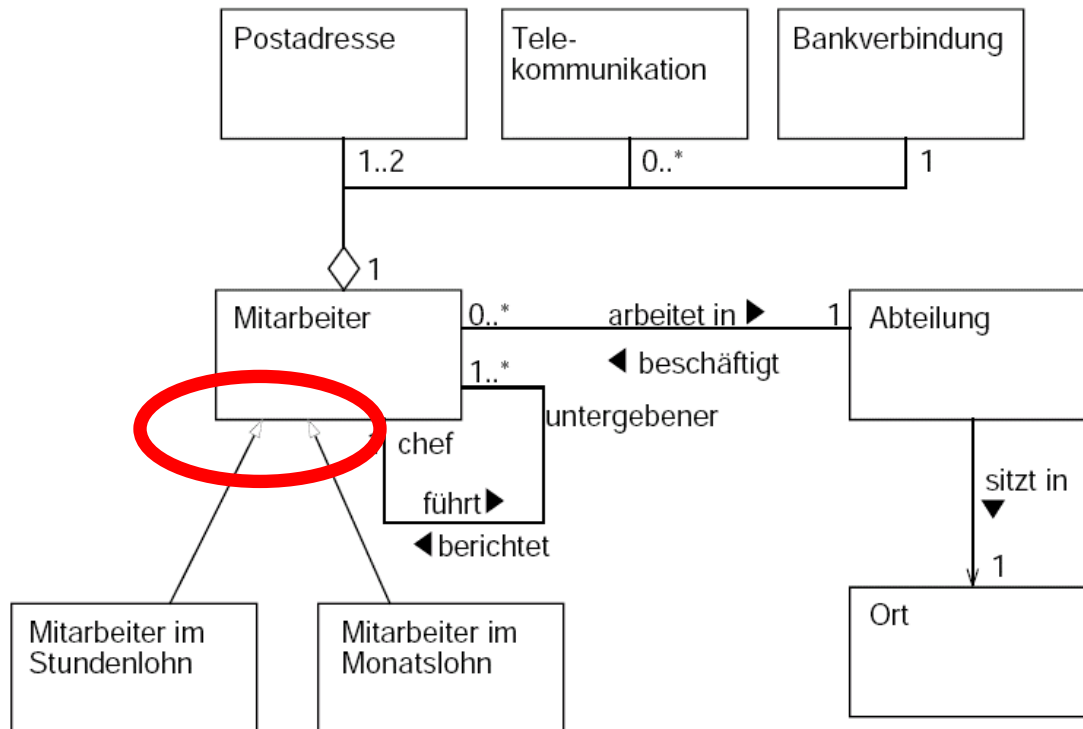 Postadresse
Tele-
kommunikation
Bankverbindung
1..2
0..*
1
1
Mitarbeiter
0..*
arbeitet in
1
Abteilung
beschäftigt
1..*
untergebener
chef
führt
berichtet
sitzt in
1
Mitarbeiter im
Stundenlohn
Mitarbeiter im
Monatslohn
Ort